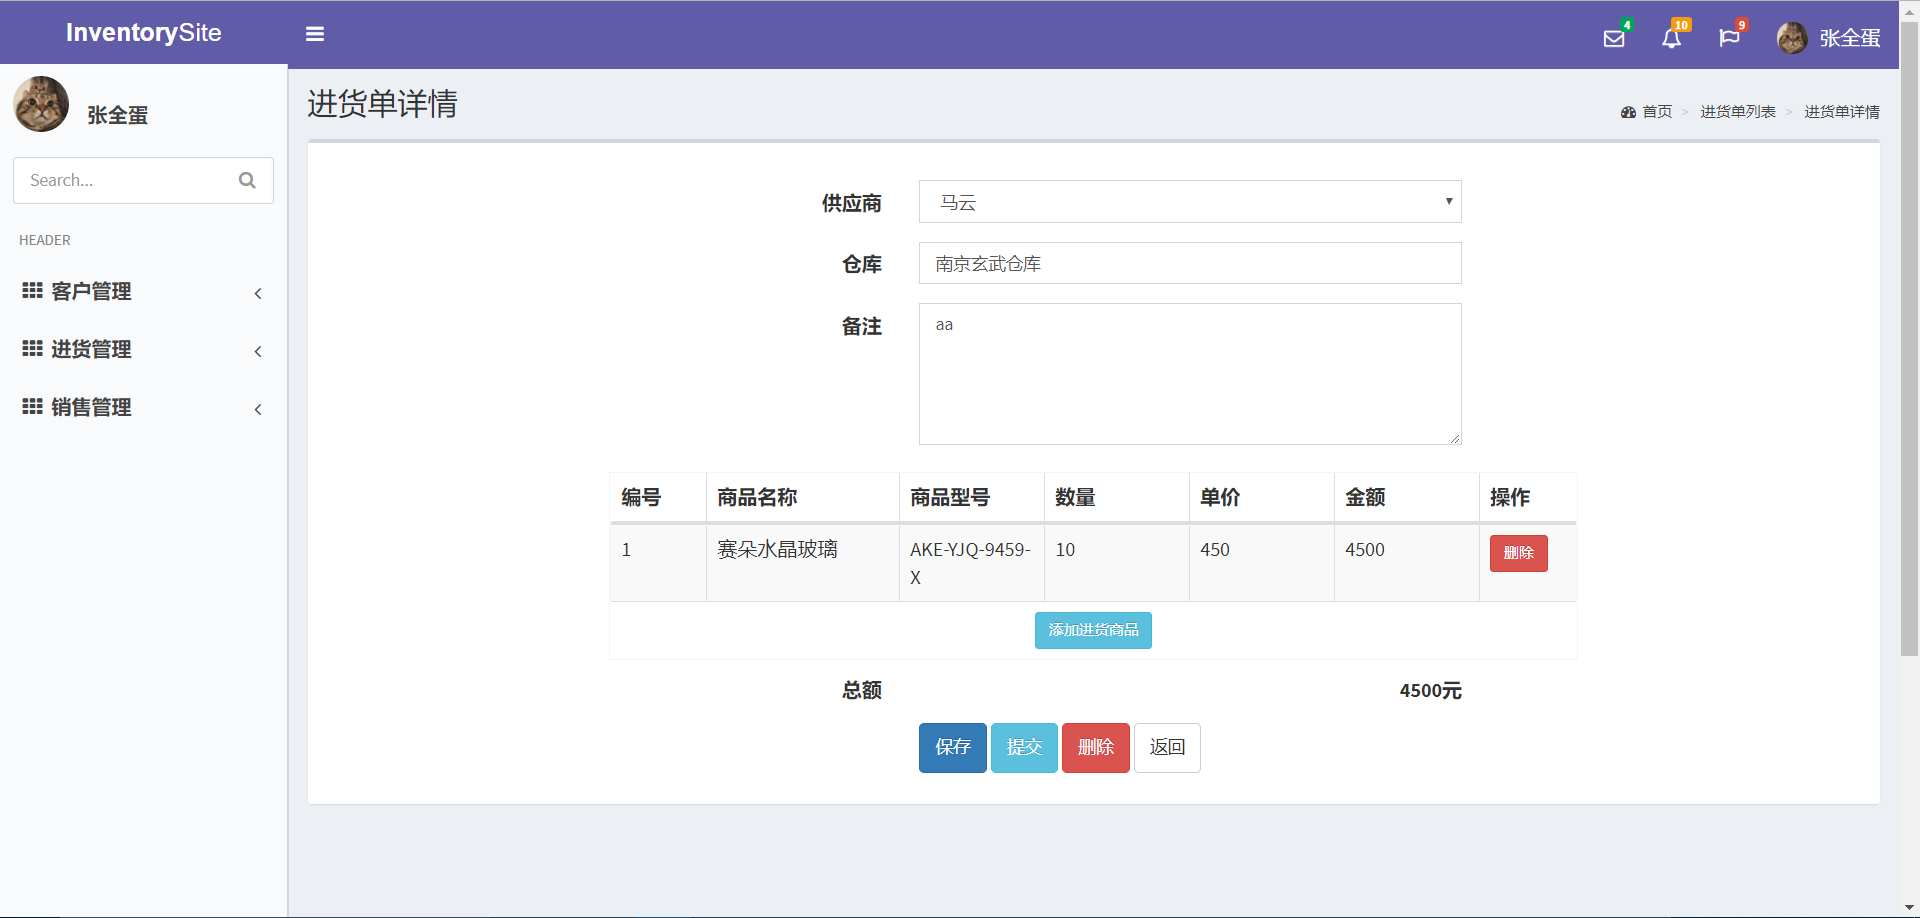 InventorySite
4
10
9
张全蛋
张全蛋
Search...
HEADER
客户管理
进货管理
销售管理
进货单详情
首页 > 进货单列表 > 进货单详情
供应商 马云
仓库 南京玄武仓库
备注 aa
编号 商品名称 商品型号 数量 单价 金额 操作
1 赛朵水晶玻璃 AKE-YJQ-9459- 10 450 4500 删除
X
添加进货商品
总额 4500元
保存 提交 删除 返回